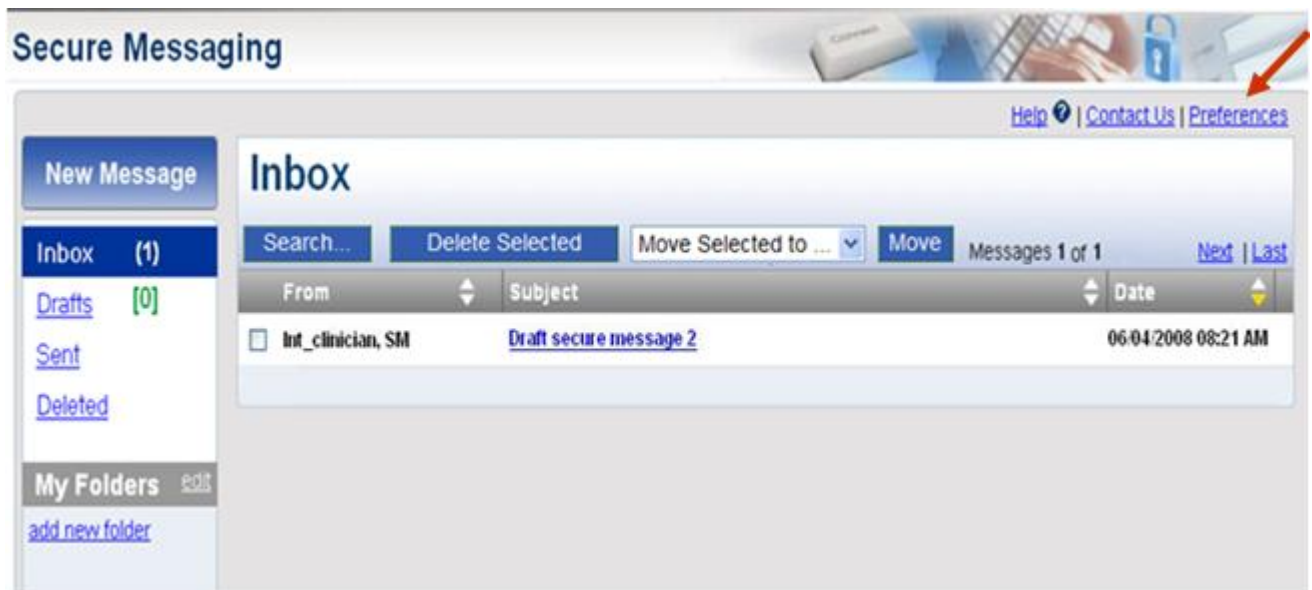 Secure Messaging
Connect
Help ? | Contact Us | Preferences
New Message
Inbox
Search... Delete Selected Move Selected to ... Move Messages 1 of 1 Next | Last
Inbox (1)
From Subject Date
Drafts [0]
Int_clinician, SM Draft secure message 2 06/04/2008 08:21 AM
Sent
Deleted
My Folders edit
add new folder